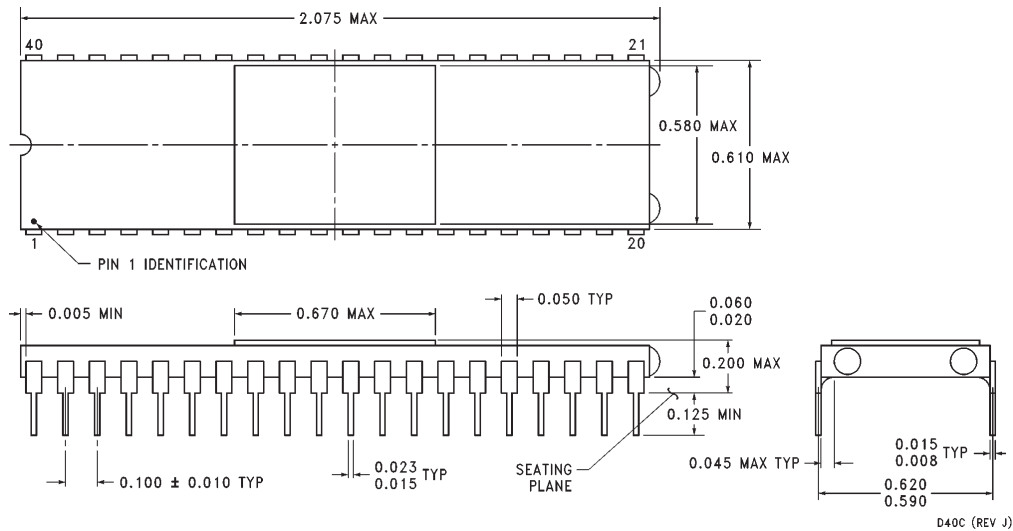 2.075 MAX
40
21
0.580 MAX
0.610 MAX
1
20
PIN 1 IDENTIFICATION
0.005 MIN
0.670 MAX
0.050 TYP
0.060
0.020
0.200 MAX
0.125 MIN
0.100 ± 0.010 TYP
0.023
0.015 TYP
SEATING
PLANE
0.045 MAX TYP
0.015
0.008 TYP
0.620
0.590
D40C (REV J)